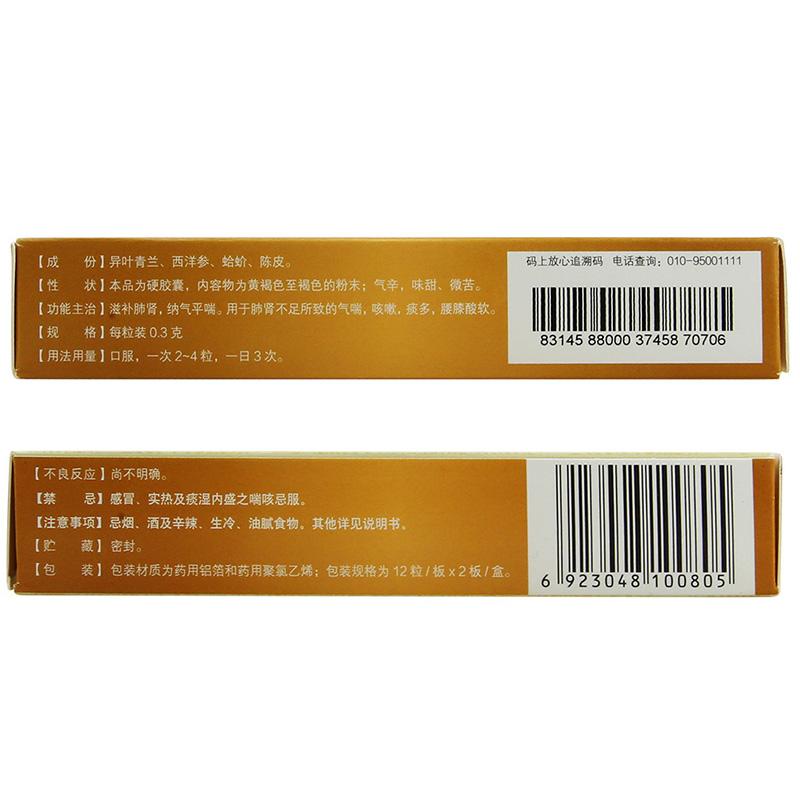 【成　份】异叶青兰、西洋参、蛤蚧、陈皮。
【性　状】本品为硬胶囊，内容物为黄褐色至褐色的粉末；气辛，味甜、微苦。
【功能主治】滋补肺肾，纳气平喘。用于肺肾不足所致的气喘，咳嗽，痰多，腰膝酸软。
【规　格】每粒装0.3克
【用法用量】口服，一次2~4粒，一日3次。
码上放心追溯码 电话查询：010-95001111
83145 88000 37458 70706
【不良反应】尚不明确。
【禁　忌】感冒、实热及痰湿内盛之喘咳忌服。
【注意事项】忌烟、酒及辛辣、生冷、油腻食物。其他详见说明书。
【贮　藏】密封。
【包　装】包装材质为药用铝箔和药用聚氯乙烯；包装规格为12粒/板x2板/盒。
6 923048 100805